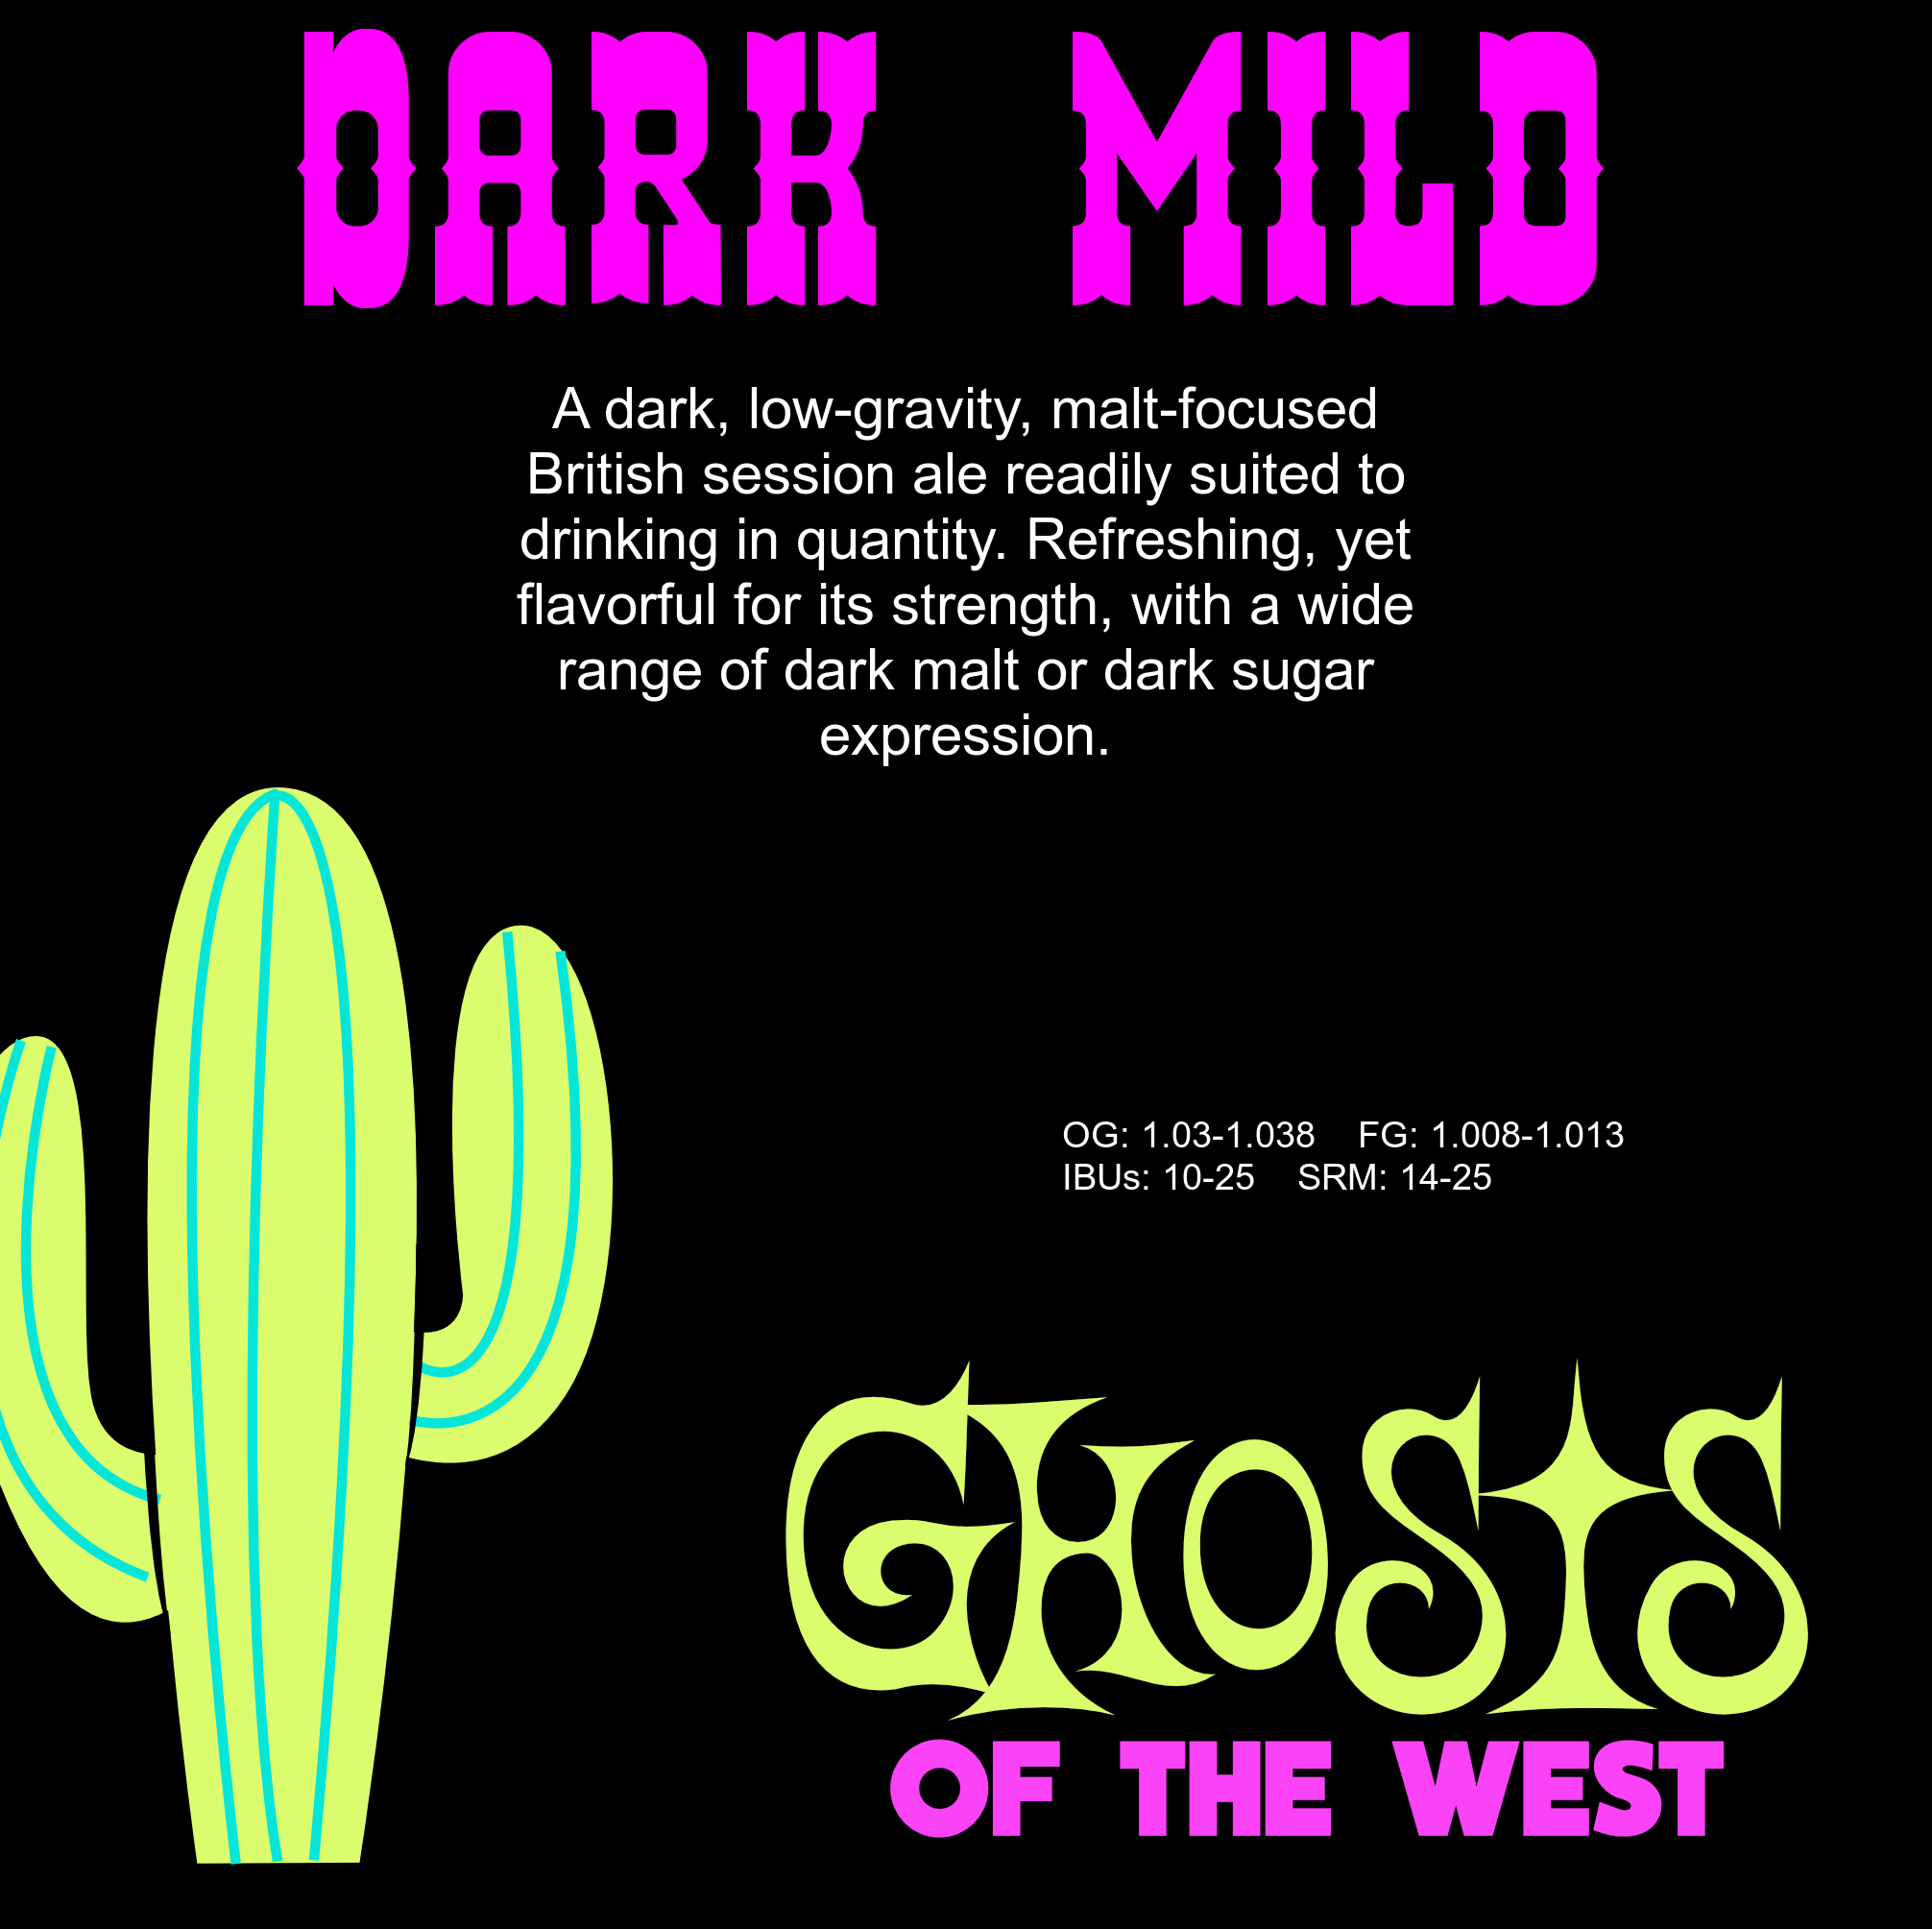 DARK MILD
A dark, low-gravity, malt-focused
British session ale readily suited to
drinking in quantity. Refreshing, yet
flavorful for its strength, with a wide
range of dark malt or dark sugar
expression.
OG: 1.03-1.038 FG: 1.008-1.013
IBUs: 10-25 SRM: 14-25
GHOSTS
OF THE WEST